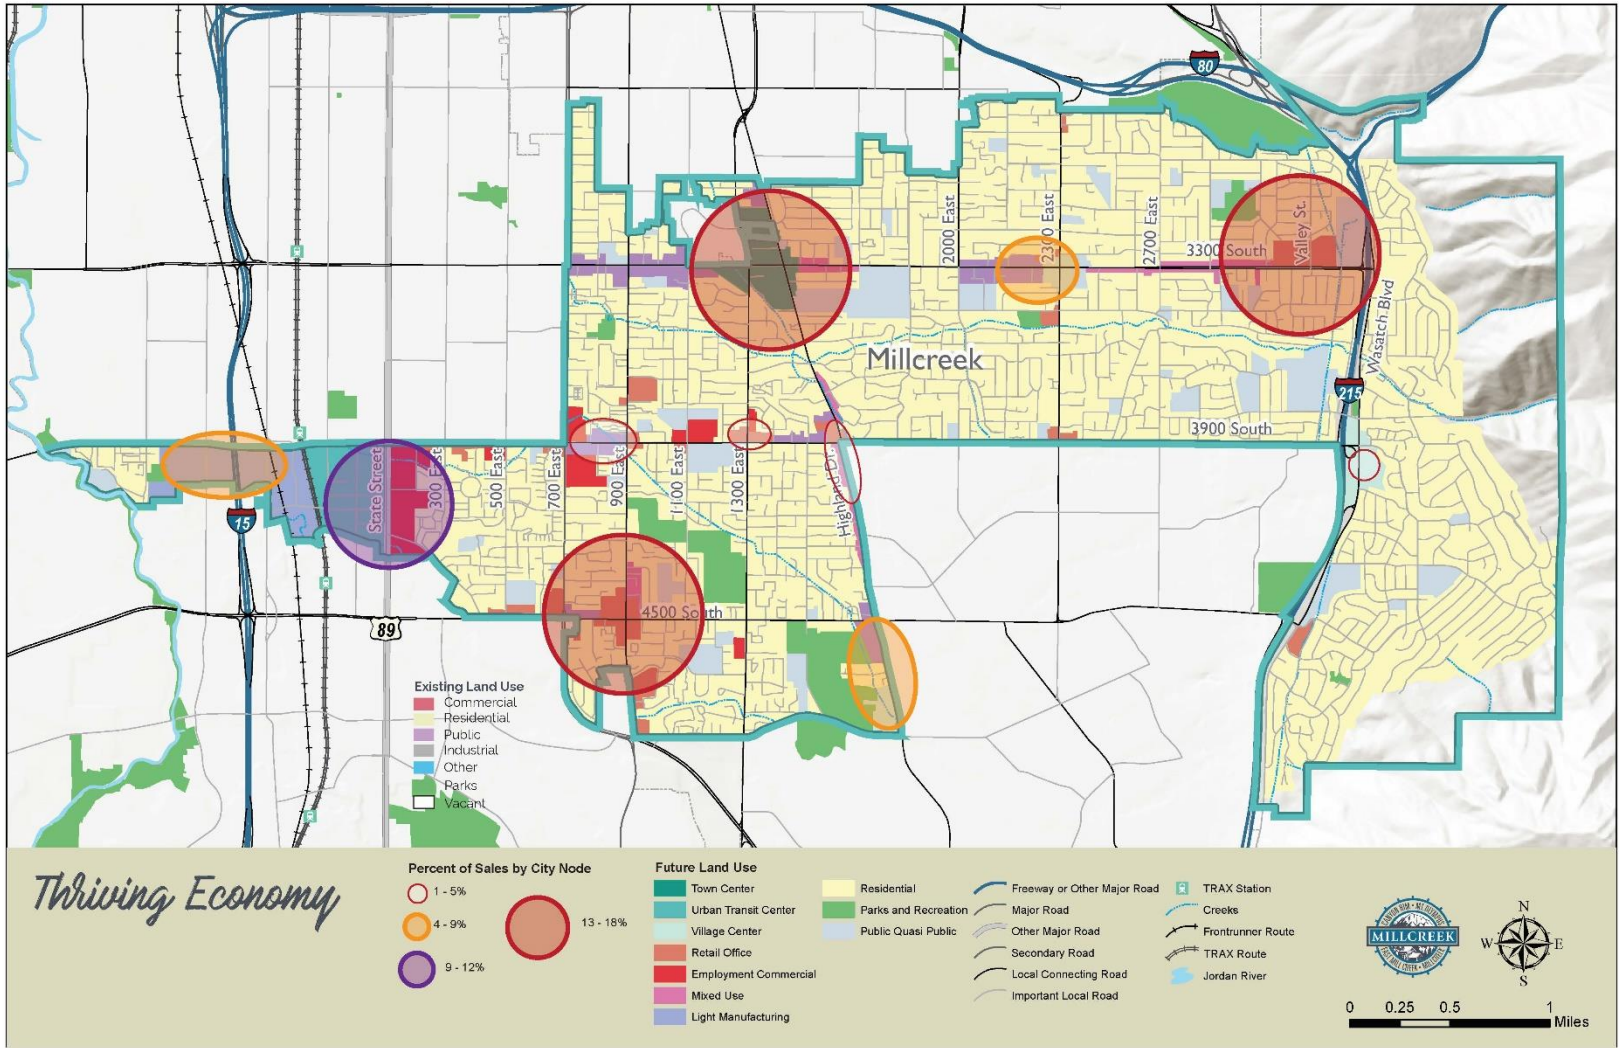 80
2000 East
2300 East
2700 East
3300 South
Valley St.
Wasatch Blvd
Millcreek
215
3900 South
State Street
300 East
500 East
700 East
900 East
1100 East
1300 East
Highland Dr.
15
4500 South
89
Existing Land Use
Commercial
Residential
Public
Industrial
Other
Parks
Vacant
Thriving Economy
Percent of Sales by City Node
1 - 5%
4 - 9%
9 - 12%
13 - 18%
Future Land Use
Town Center
Urban Transit Center
Village Center
Retail Office
Employment Commercial
Mixed Use
Light Manufacturing
Residential
Parks and Recreation
Public Quasi Public
Freeway or Other Major Road
Major Road
Other Major Road
Secondary Road
Local Connecting Road
Important Local Road
TRAX Station
Creeks
Frontrunner Route
TRAX Route
Jordan River
MILLCREEK
N
W
E
S
0 0.25 0.5 1
Miles